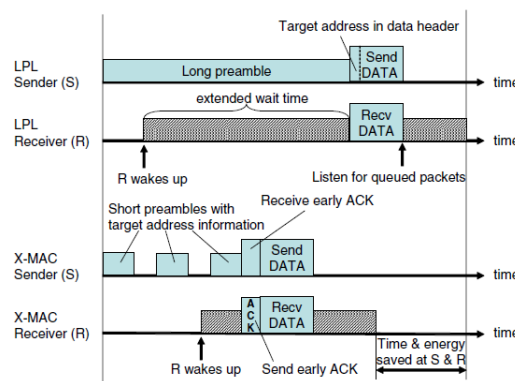 Target address in data header
LPL
Sender (S)
Long preamble
Send
DATA
time
extended wait time
LPL
Receiver (R)
Recv
DATA
time
R wakes up
Listen for queued packets
Short preambles with
target address information
Receive early ACK
X-MAC
Sender (S)
Send
DATA
time
X-MAC
Receiver (R)
A
C
K
Recv
DATA
time
R wakes up
Send early ACK
Time & energy
saved at S & R